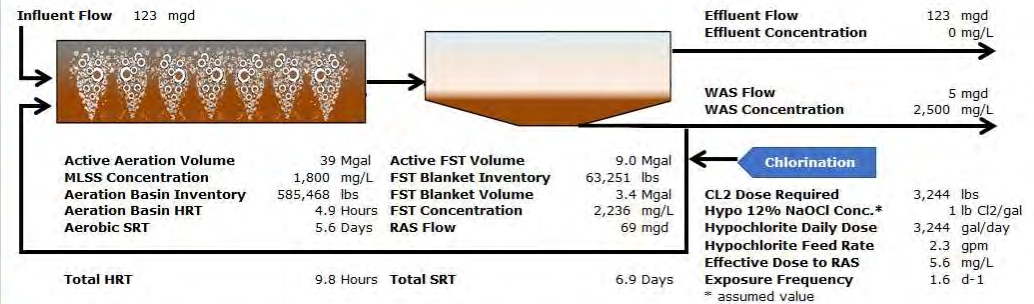 Influent Flow 123 mgd
Effluent Flow 123 mgd
Effluent Concentration 0 mg/L
WAS Flow 5 mgd
WAS Concentration 2,500 mg/L
Active Aeration Volume 39 Mgal
MLSS Concentration 1,800 mg/L
Aeration Basin Inventory 585,468 lbs
Aeration Basin HRT 4.9 Hours
Aerobic SRT 5.6 Days
Active FST Volume 9.0 Mgal
FST Blanket Inventory 63,251 lbs
FST Blanket Volume 3.4 Mgal
FST Concentration 2,236 mg/L
RAS Flow 69 mgd
Chlorination
CL2 Dose Required 3,244 lbs
Hypo 12% NaOCl Conc.* 1 lb Cl2/gal
Hypochlorite Daily Dose 3,244 gal/day
Hypochlorite Feed Rate 2.3 gpm
Effective Dose to RAS 5.6 mg/L
Exposure Frequency 1.6 d-1
* assumed value
Total HRT 9.8 Hours
Total SRT 6.9 Days